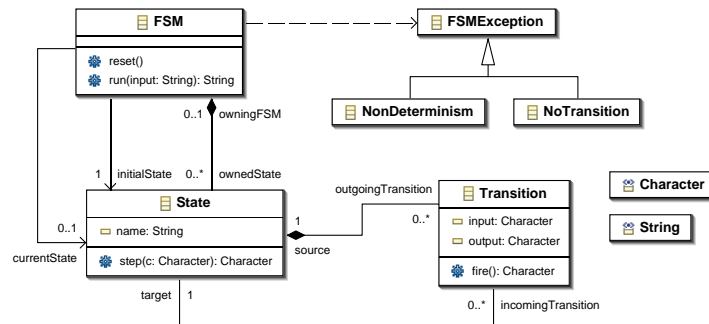 FSM
reset()
run(input: String): String
FSMException
NonDeterminism
NoTransition
0..1 owningFSM
1 initialState
0..* ownedState
0..1
currentState
State
name: String
step(c: Character): Character
1
source
outgoingTransition
0..*
Transition
input: Character
output: Character
fire(): Character
Character
String
target 1
0..* incomingTransition